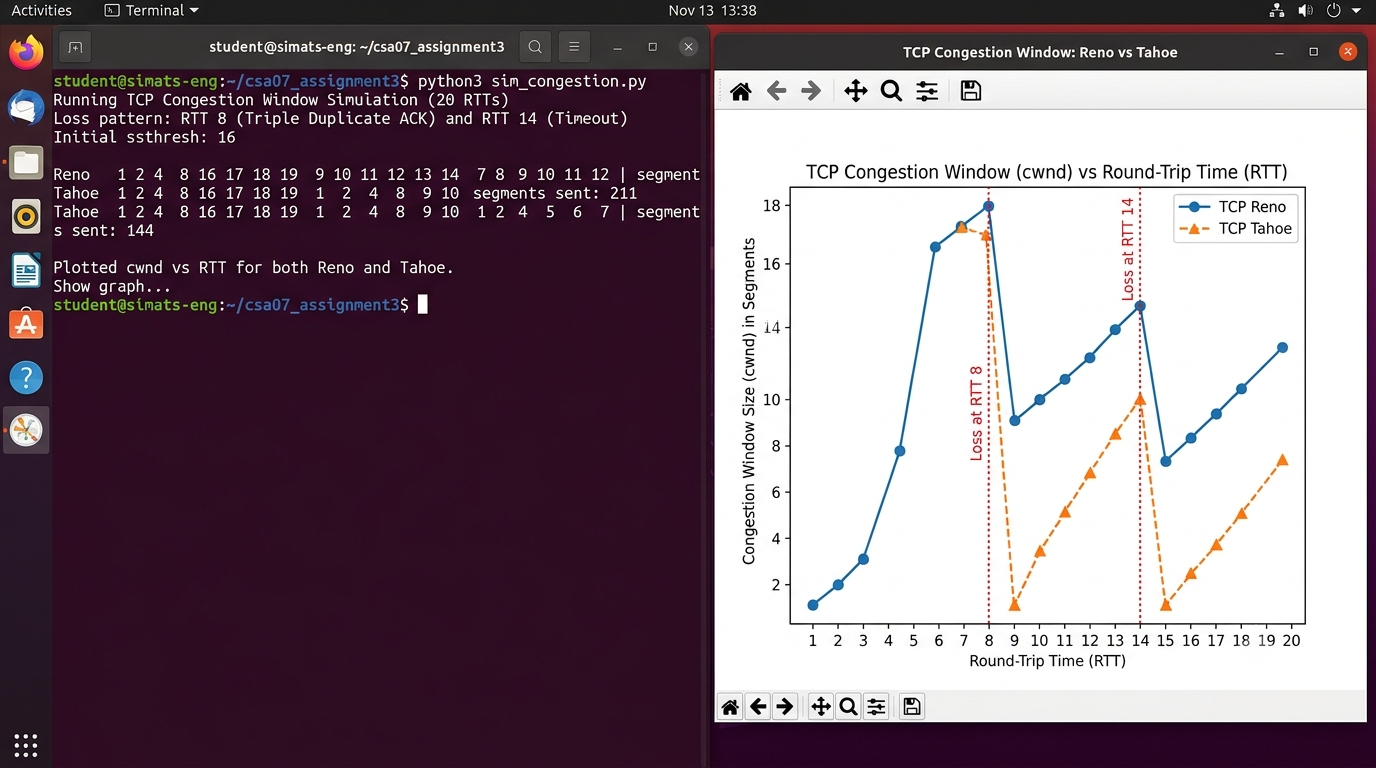 Activities
Terminal
Nov 13 13:38
student@simats-eng: ~/csa07_assignment3
student@simats-eng:~/csa07_assignment3$ python3 sim_congestion.py
Running TCP Congestion Window Simulation (20 RTTs)
Loss pattern: RTT 8 (Triple Duplicate ACK) and RTT 14 (Timeout)
Initial ssthresh: 16
Reno 1 2 4 8 16 17 18 19 9 10 11 12 13 14 7 8 9 10 11 12 | segment
Tahoe 1 2 4 8 16 17 18 19 1 2 4 8 9 10 segments sent: 211
Tahoe 1 2 4 8 16 17 18 19 1 2 4 8 9 10 1 2 4 5 6 7 | segment
s sent: 144
Plotted cwnd vs RTT for both Reno and Tahoe.
Show graph...
student@simats-eng:~/csa07_assignment3$
TCP Congestion Window: Reno vs Tahoe
TCP Congestion Window (cwnd) vs Round-Trip Time (RTT)
TCP Reno
TCP Tahoe
Loss at RTT 8
Loss at RTT 14
Congestion Window Size (cwnd) in Segments
18
16
14
10
8
6
4
2
1 2 3 4 5 6 7 8 9 10 11 12 13 14 15 16 17 18 19 20
Round-Trip Time (RTT)